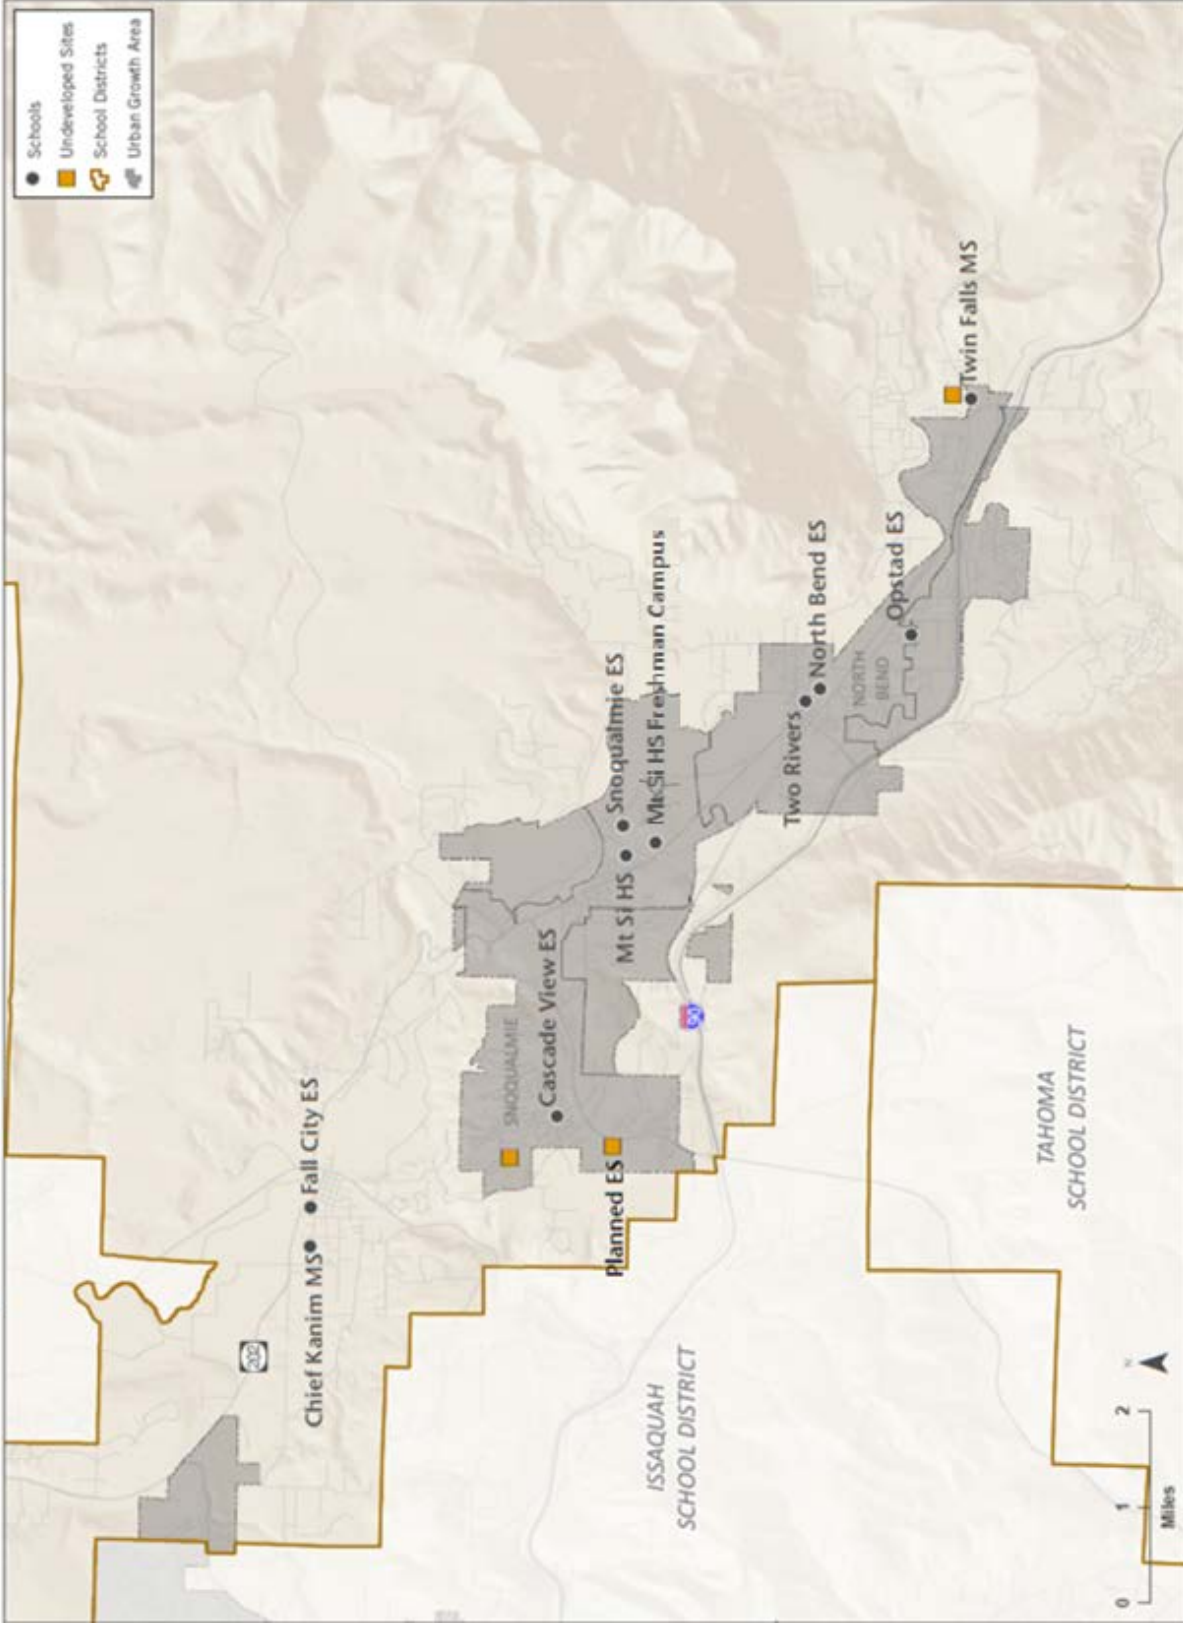 Schools
Undeveloped Sites
School Districts
Urban Growth Area
202
Chief Kanim MS
Fall City ES
SNOQUALMIE
Cascade View ES
Planned ES
Snoqualmie ES
Mt Si HS
Mt Si HS Freshman Campus
90
Two Rivers
North Bend ES
NORTH
BEND
Opstad ES
Twin Falls MS
ISSAQUAH
SCHOOL DISTRICT
TAHOMA
SCHOOL DISTRICT
N
0 1 2
Miles